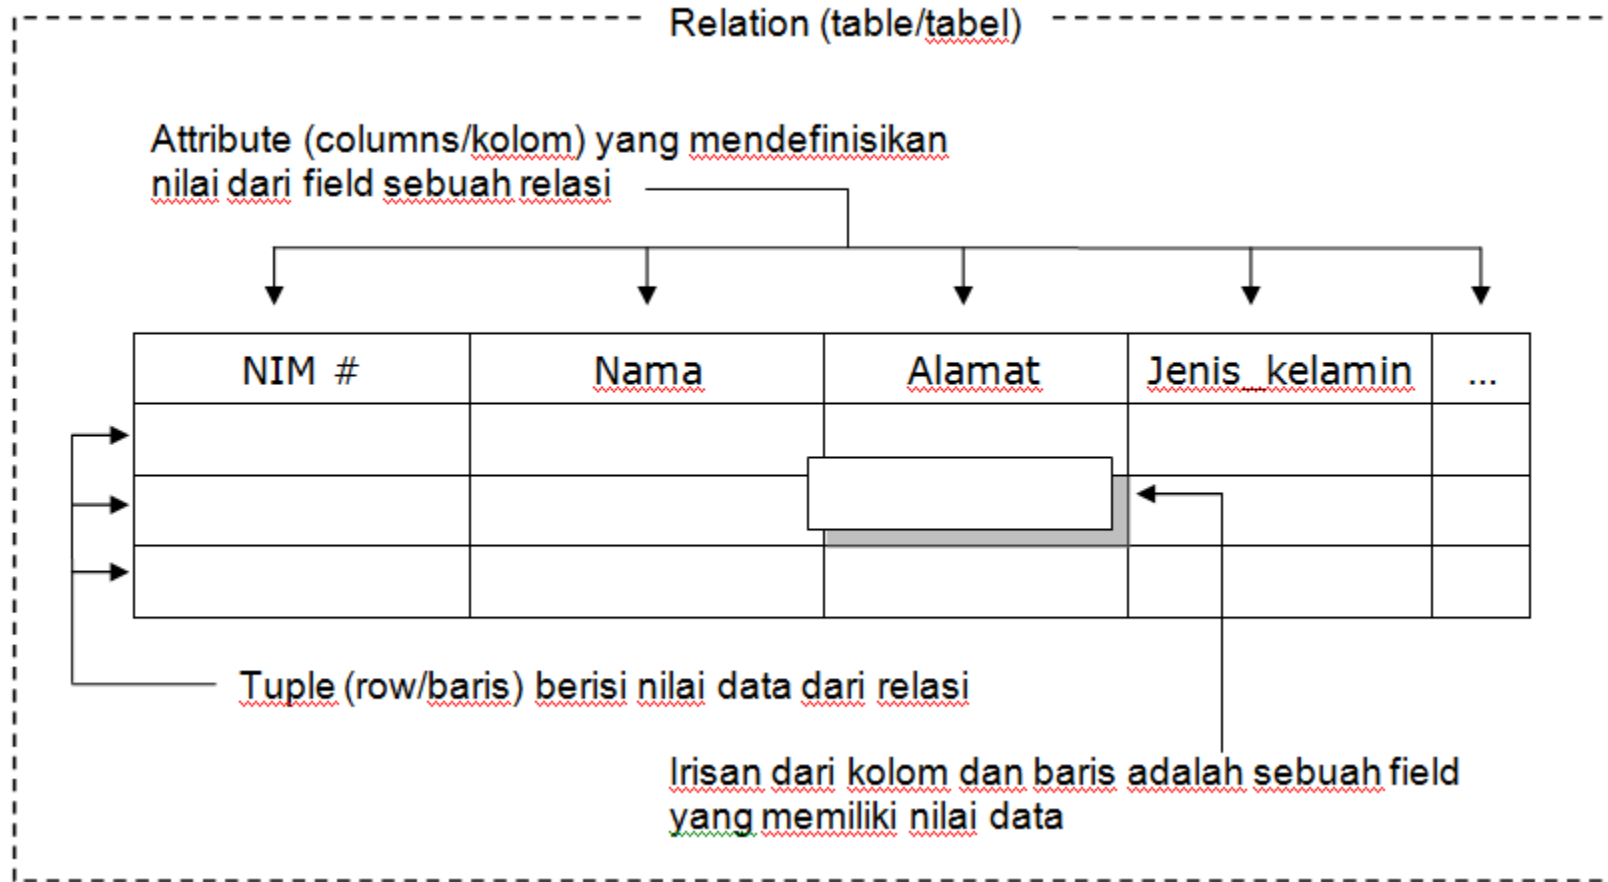 Relation (table/tabel)
Attribute (columns/kolom) yang mendefinisikan
nilai dari field sebuah relasi
NIM # Nama Alamat Jenis_kelamin ...
Tuple (row/baris) berisi nilai data dari relasi
Irisan dari kolom dan baris adalah sebuah field
yang memiliki nilai data